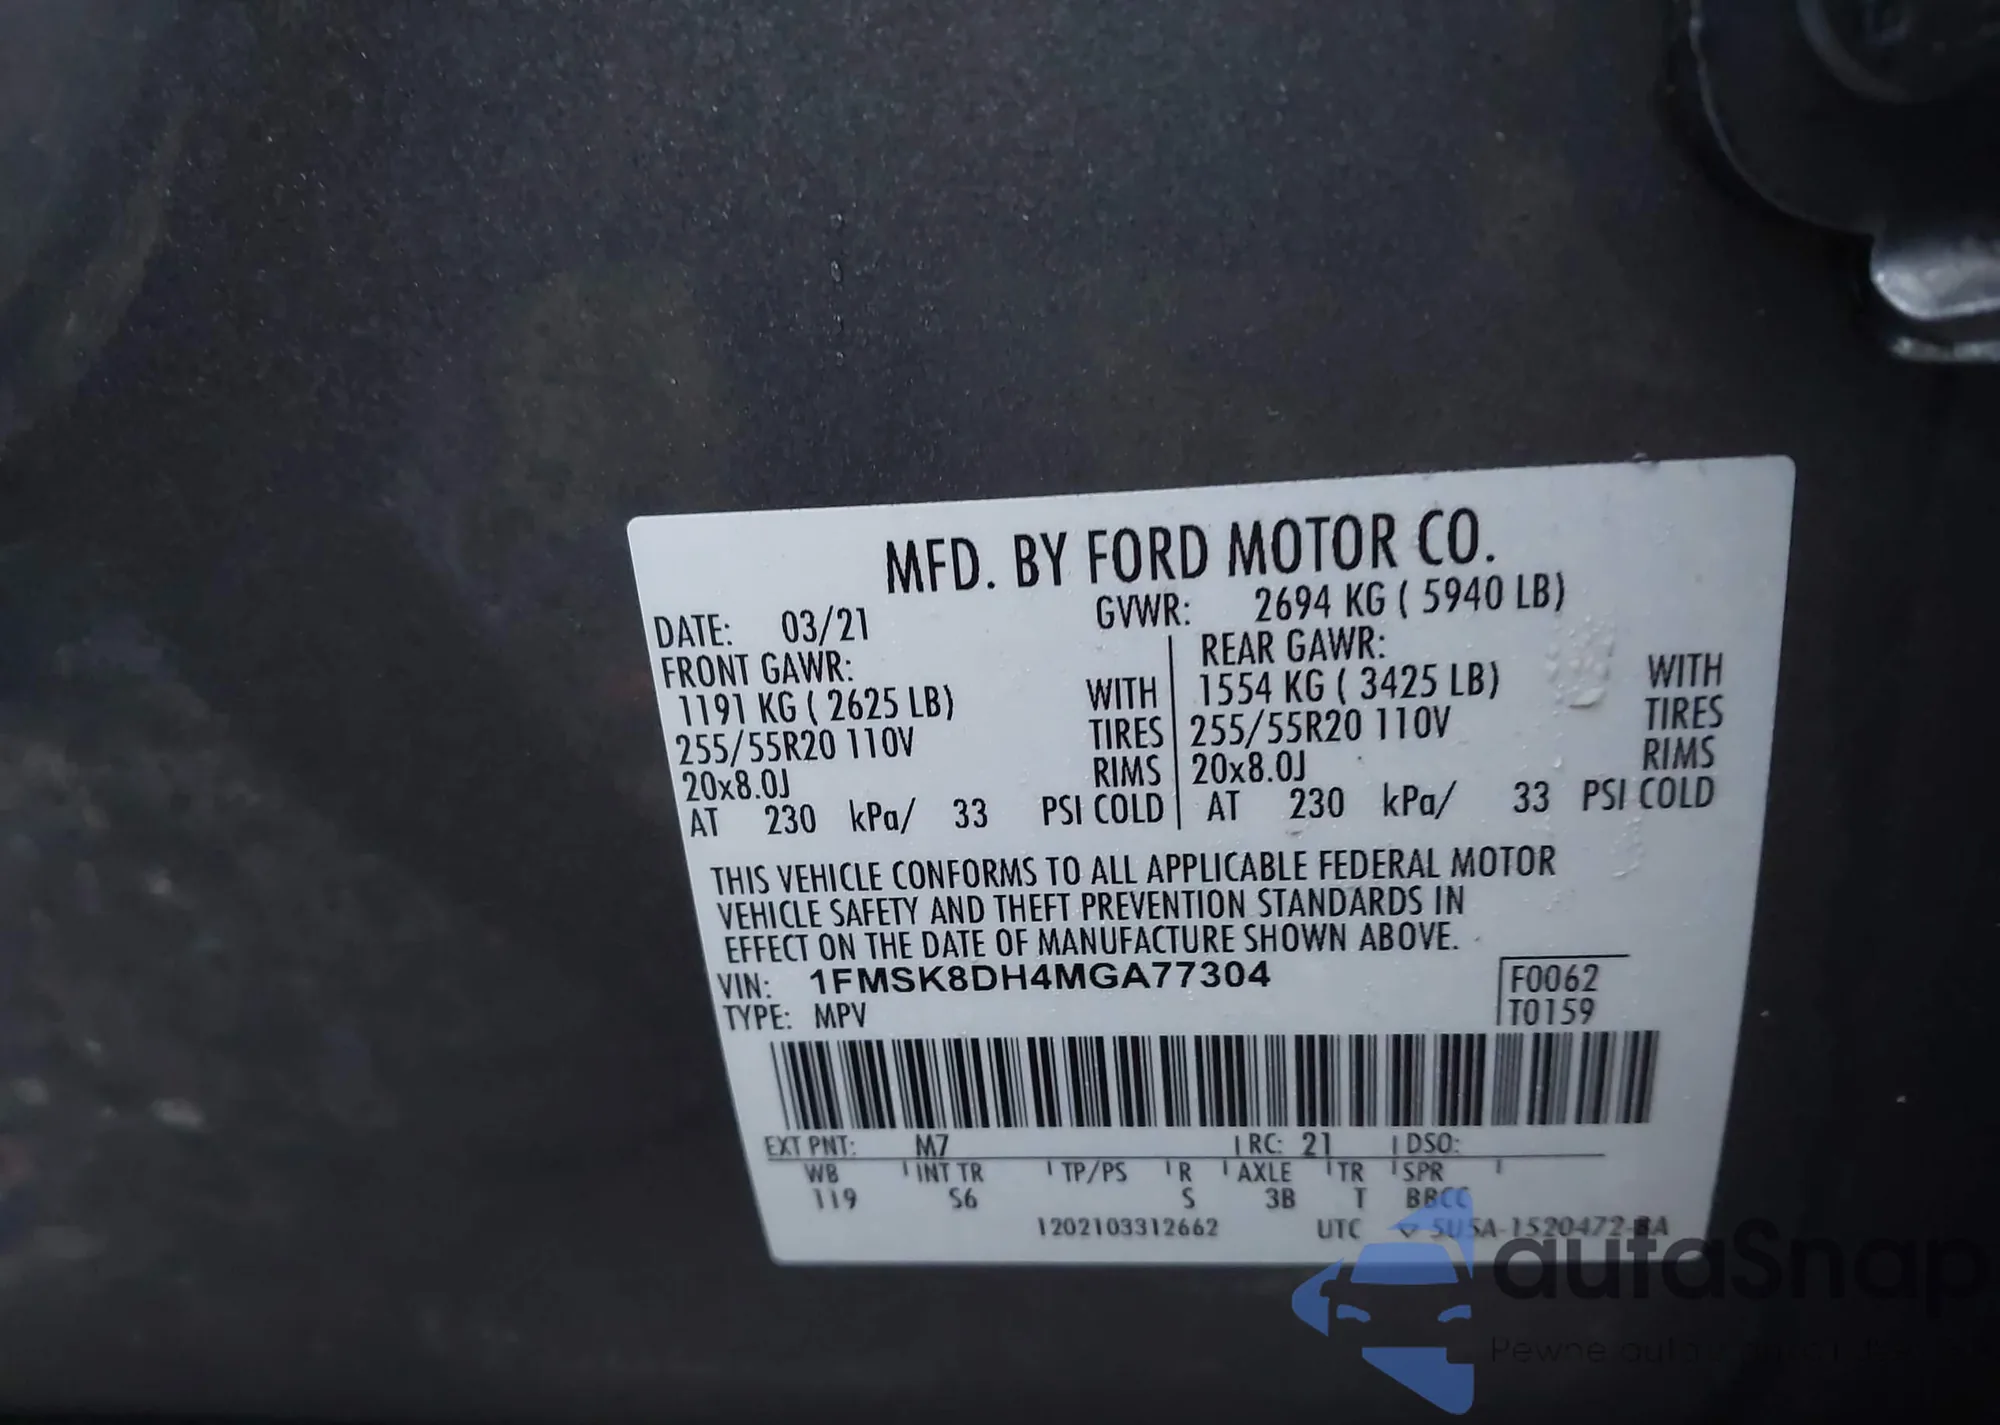 MFD. BY FORD MOTOR CO.
DATE: 03/21 GVWR: 2694 KG ( 5940 LB)
FRONT GAWR: REAR GAWR:
1191 KG ( 2625 LB) WITH 1554 KG ( 3425 LB) WITH
255/55R20 110V TIRES 255/55R20 110V TIRES
20x8.0J RIMS 20x8.0J RIMS
AT 230 kPa/ 33 PSI COLD AT 230 kPa/ 33 PSI COLD
THIS VEHICLE CONFORMS TO ALL APPLICABLE FEDERAL MOTOR
VEHICLE SAFETY AND THEFT PREVENTION STANDARDS IN
EFFECT ON THE DATE OF MANUFACTURE SHOWN ABOVE.
VIN: 1FMSK8DH4MGA77304 F0062
TYPE: MPV T0159
EXT PNT: M7 RC: 21 DSO:
WB INT TR TP/PS R AXLE TR SPR
119 S6 S 3B T BBCC
1202103312662 UTC 5U5A-1520472-BA
autaSnap
Pewne auta